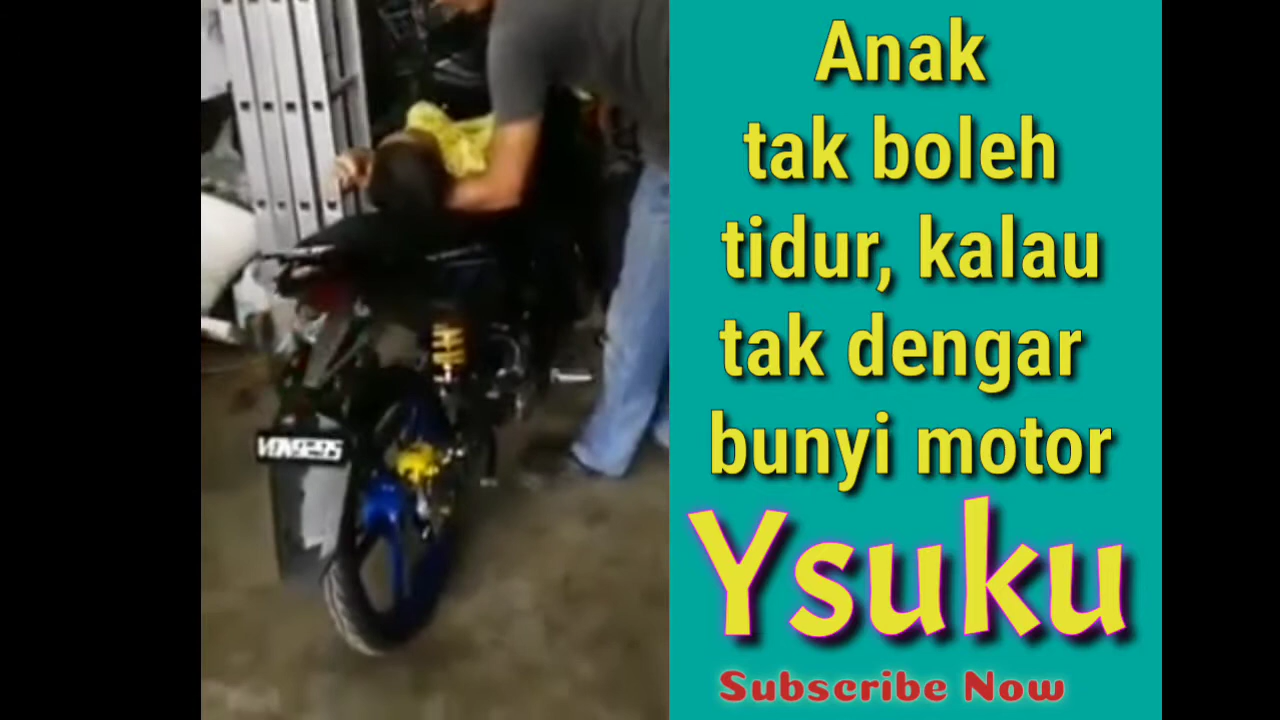 Anak
tak boleh
tidur, kalau
tak dengar
bunyi motor
Ysuku
Subscribe Now